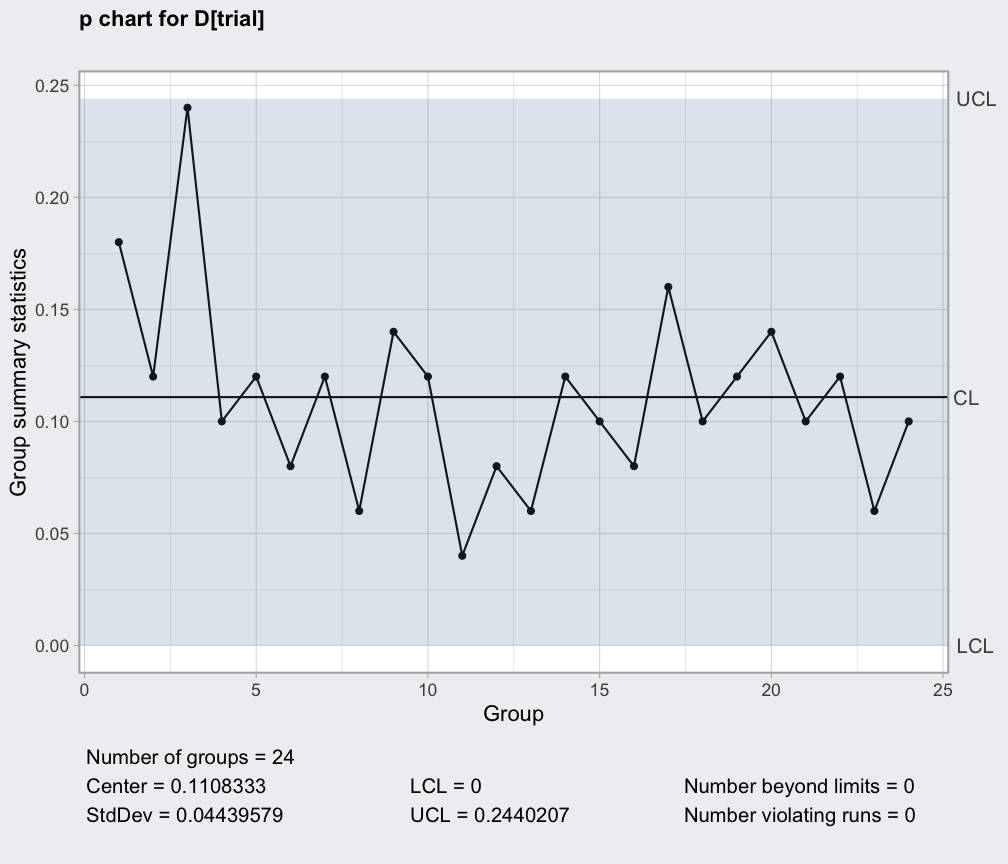 p chart for D[trial]
0.25
UCL
0.20
0.15
CL
0.10
0.05
0.00
LCL
Group summary statistics
0 5 10 15 20 25
Group
Number of groups = 24
Center = 0.1108333 LCL = 0 Number beyond limits = 0
StdDev = 0.04439579 UCL = 0.2440207 Number violating runs = 0